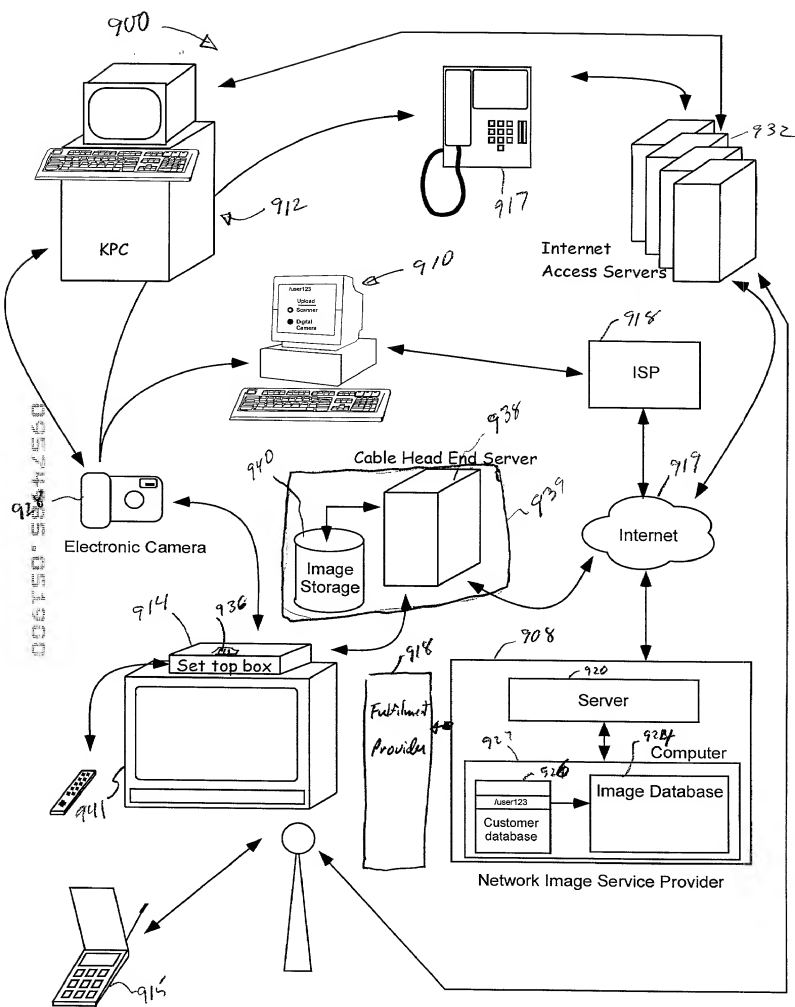 900
932
917
912
KPC
Internet
Access Servers
910
/user123
Upload
Scanner
Digital
Camera
918
ISP
938
Cable Head End Server
940
939
919
Internet
Image
Storage
Electronic Camera
914
936
Set top box
918
Fulfilment
Provider
908
920
Server
927
Computer
/user123
Customer
database
Image Database
941
Network Image Service Provider
915